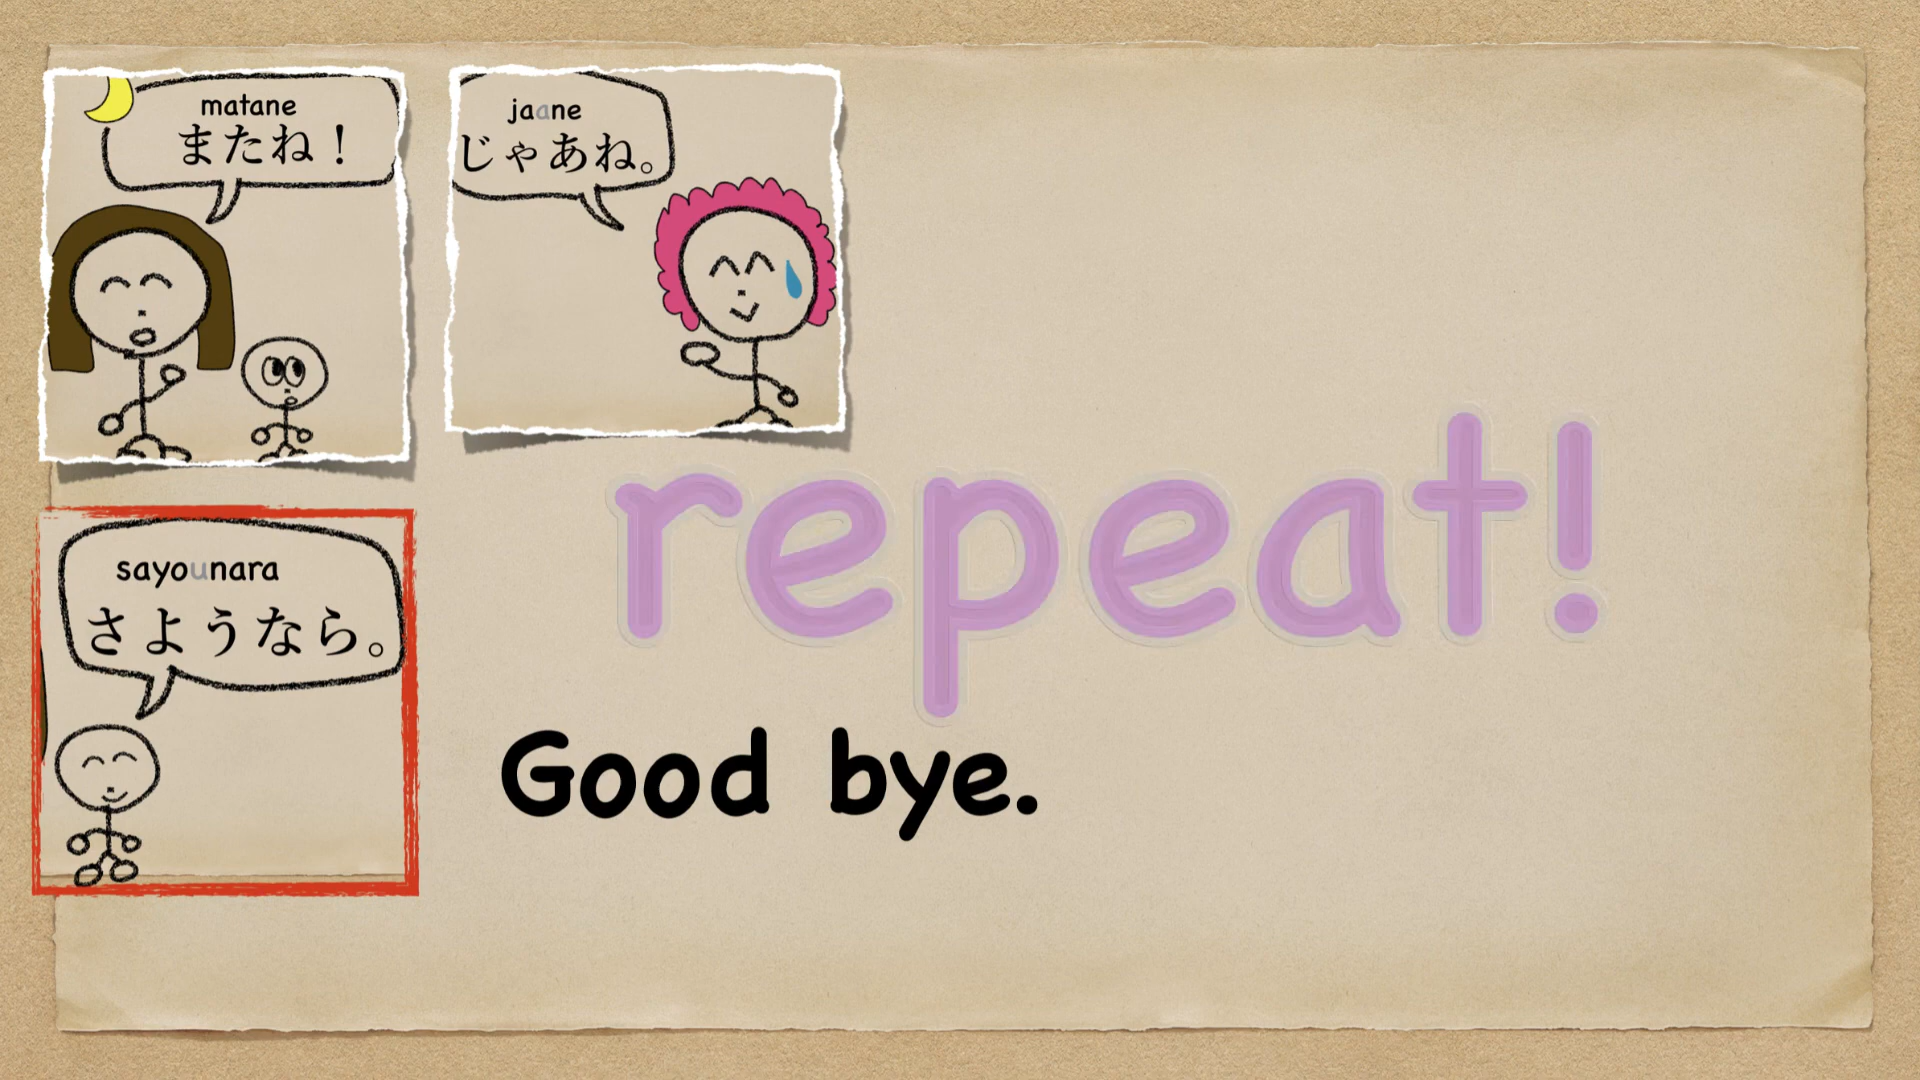 matane
またね！
jaane
じゃあね。
sayounara
さようなら。
repeat!
Good bye.